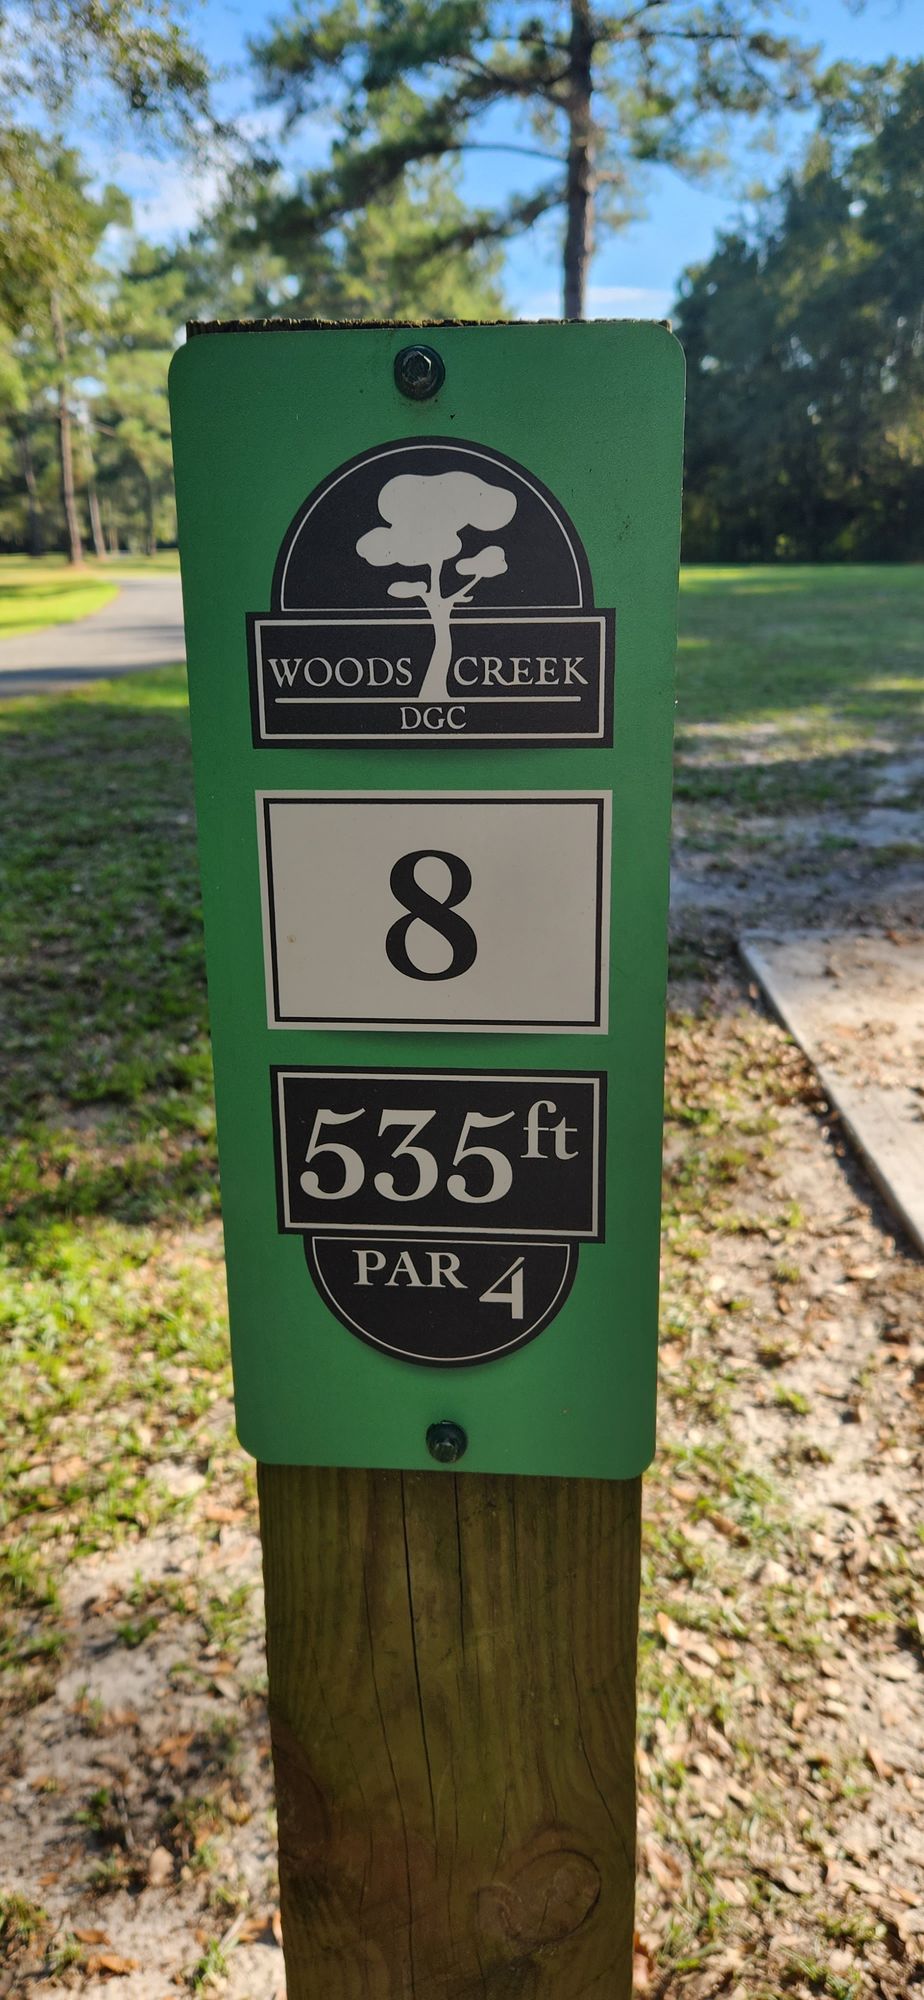 WOODS CREEK
DGC
8
535ft
PAR 4